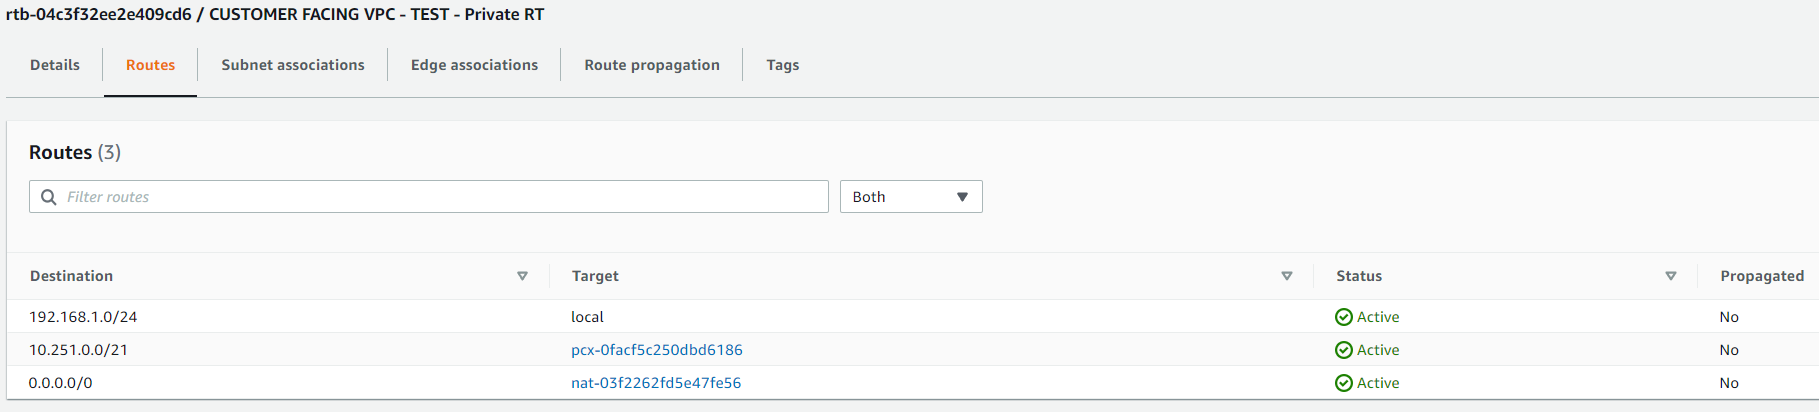 rtb-04c3f32ee2e409cd6 / CUSTOMER FACING VPC - TEST - Private RT
Details Routes Subnet associations Edge associations Route propagation Tags
Routes (3)
Filter routes Both
Destination Target Status Propagated
192.168.1.0/24 local Active No
10.251.0.0/21 pcx-0facf5c250dbd6186 Active No
0.0.0.0/0 nat-03f2262fd5e47fe56 Active No